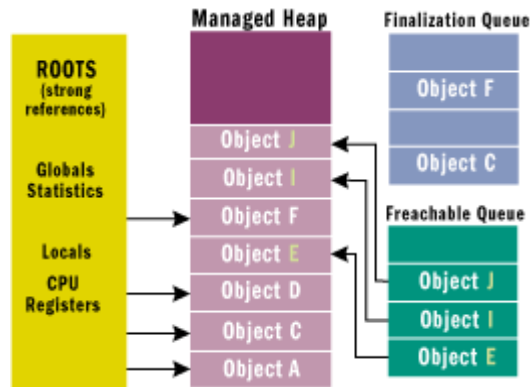 Managed Heap
Finalization Queue
ROOTS
(strong
references)
Globals
Statistics
Locals
CPU
Registers
Object J
Object I
Object F
Object E
Object D
Object C
Object A
Object F
Object C
Freachable Queue
Object J
Object I
Object E